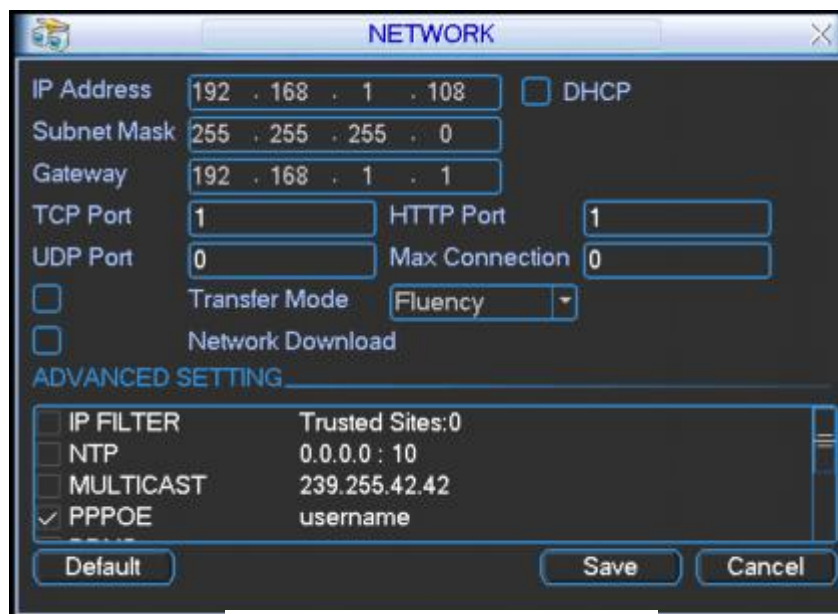 NETWORK
IP Address 192 . 168 . 1 . 108 DHCP
Subnet Mask 255 . 255 . 255 . 0
Gateway 192 . 168 . 1 . 1
TCP Port 1 HTTP Port 1
UDP Port 0 Max Connection 0
Transfer Mode Fluency
Network Download
ADVANCED SETTING
IP FILTER Trusted Sites:0
NTP 0.0.0.0 : 10
MULTICAST 239.255.42.42
PPPOE username
Default Save Cancel